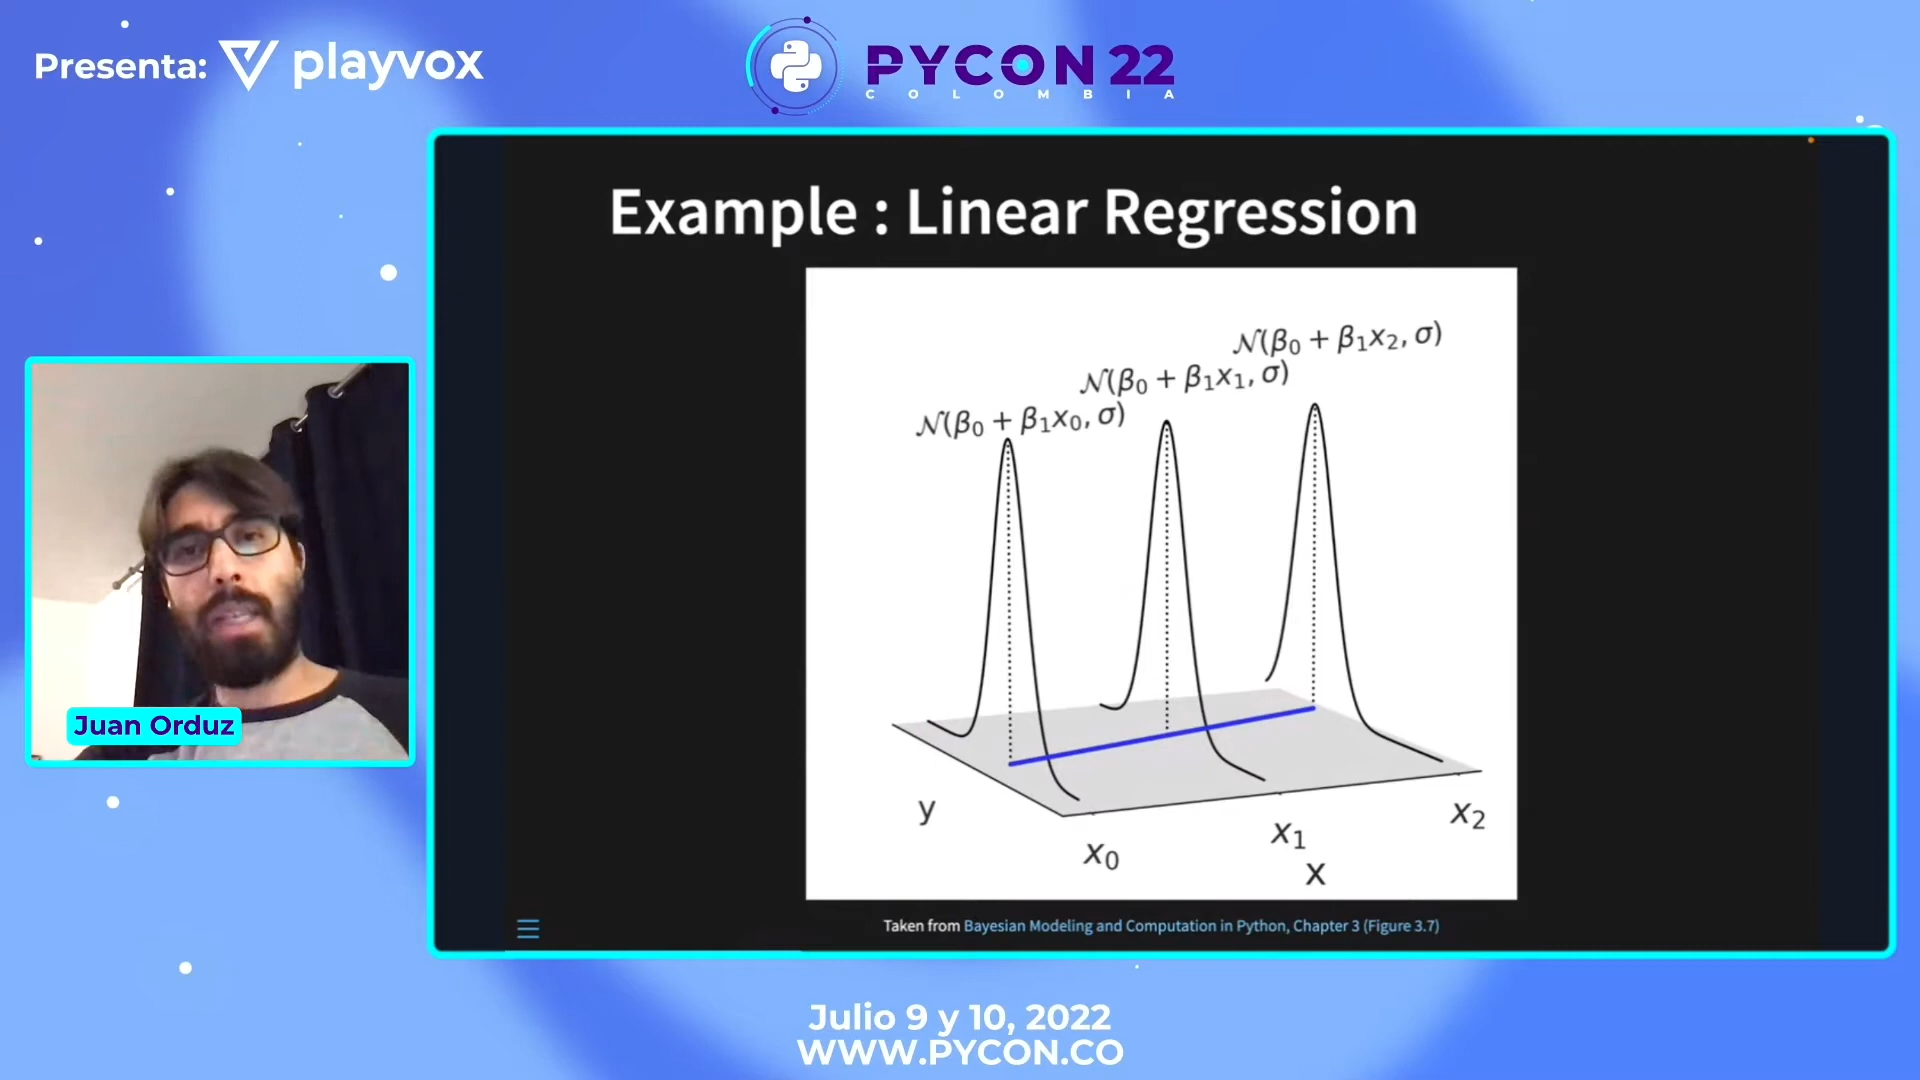 Presenta: playvox
PYCON 22
COLOMBIA
Example : Linear Regression
𝒩(β₀ + β₁x₂, σ)
𝒩(β₀ + β₁x₁, σ)
𝒩(β₀ + β₁x₀, σ)
y
x₀
x₁
x₂
x
Taken from Bayesian Modeling and Computation in Python, Chapter 3 (Figure 3.7)
Juan Orduz
Julio 9 y 10, 2022
WWW.PYCON.CO